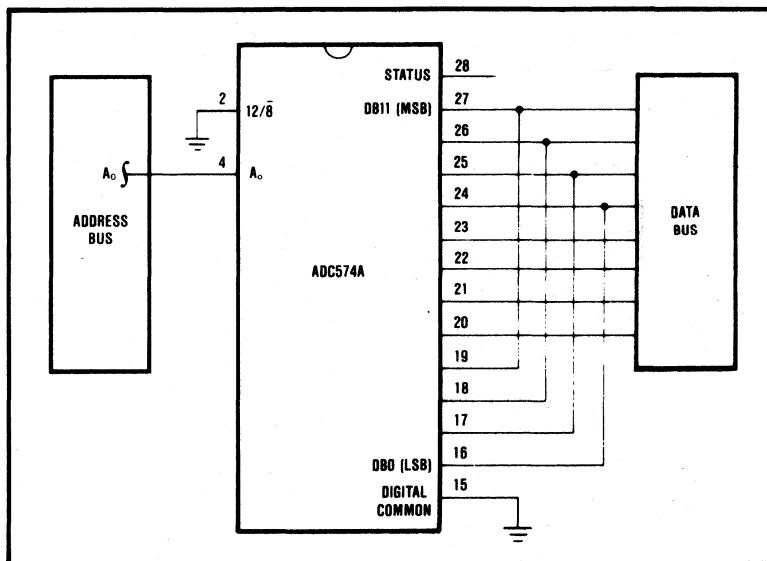 STATUS 28
2 12/8̅ DB11 (MSB) 27
26
4 25
A₀ A₀
24
ADDRESS
BUS
DATA
BUS
23
22
ADC574A
21
20
19
18
17
DB0 (LSB) 16
DIGITAL
COMMON
15